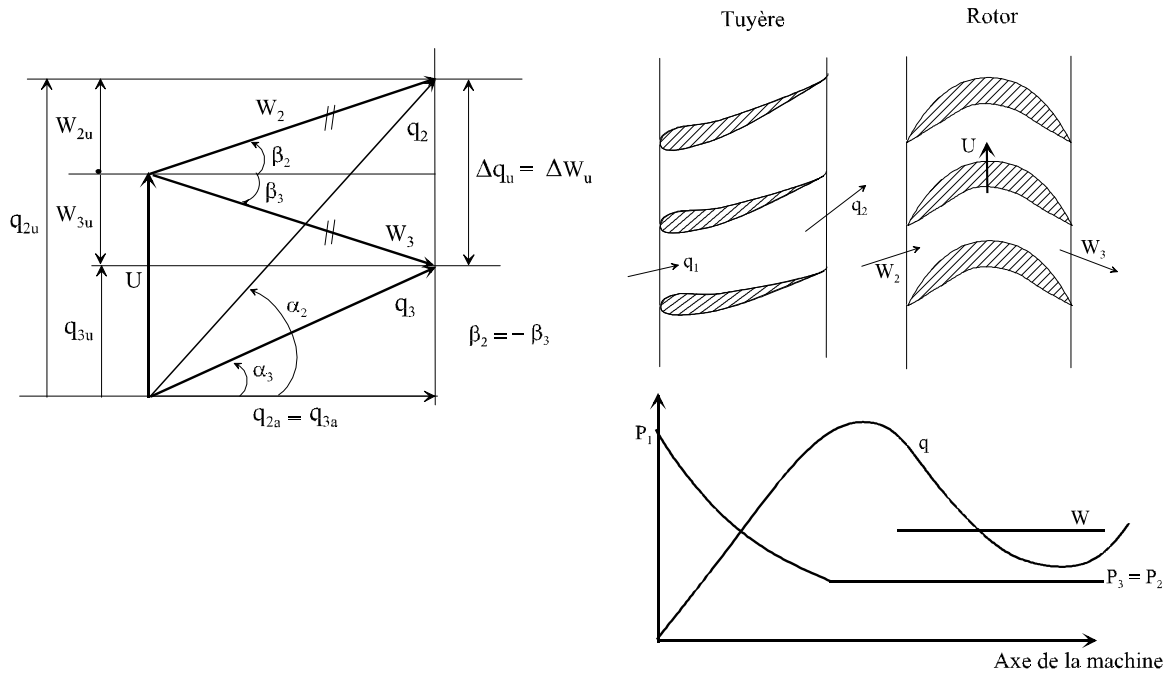 W₂
q₂
W₂ᵤ
β₂
β₃
Δqᵤ = ΔWᵤ
q₂ᵤ
W₃ᵤ
W₃
U
q₃
α₂
q₃ᵤ
β₂ = − β₃
α₃
q₂ₐ = q₃ₐ
Tuyère
Rotor
U
q₂
q₁
W₂
W₃
P₁
q
W
P₃ = P₂
Axe de la machine